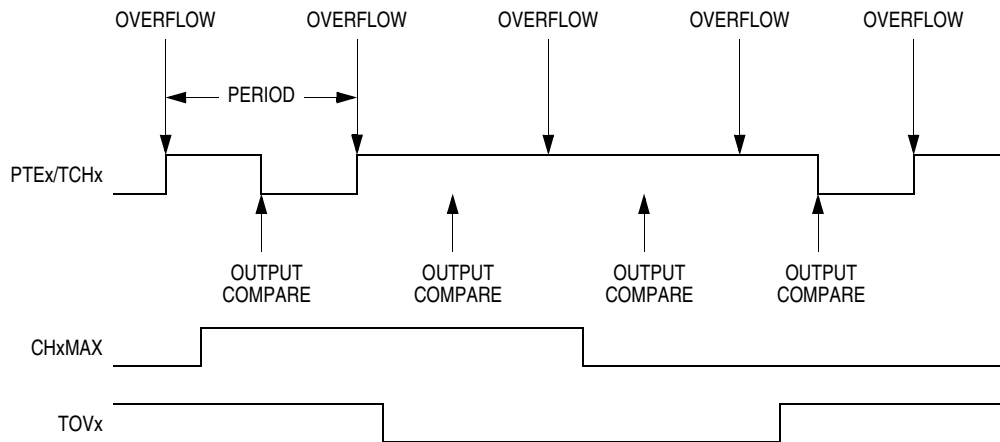 OVERFLOW OVERFLOW OVERFLOW OVERFLOW OVERFLOW
PERIOD
PTEx/TCHx
OUTPUT COMPARE
OUTPUT COMPARE
OUTPUT COMPARE
OUTPUT COMPARE
CHxMAX
TOVx